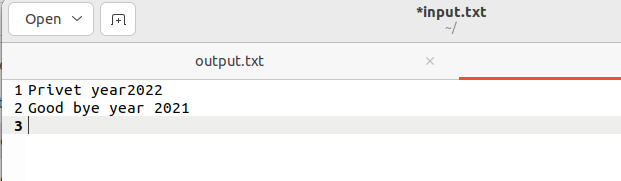 Open
*input.txt
~/
output.txt
1 Privet year2022
2 Good bye year 2021
3